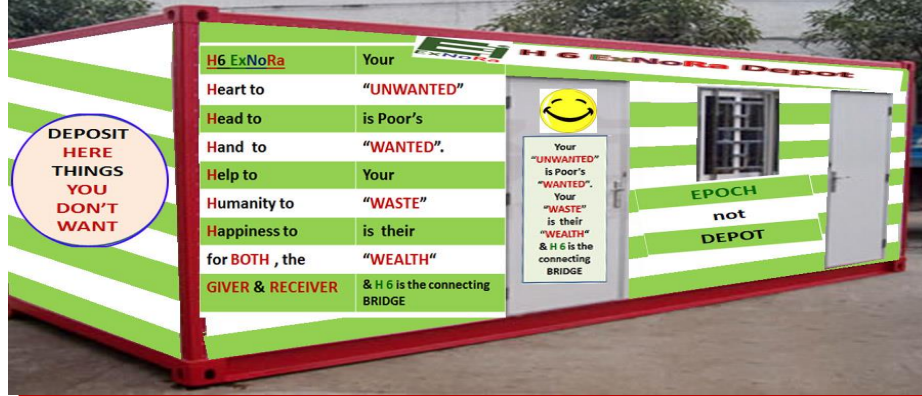 DEPOSIT
HERE
THINGS
YOU
DON'T
WANT
H6 ExNoRa
Heart to
Head to
Hand to
Help to
Humanity to
Happiness to
for BOTH , the
GIVER & RECEIVER
Your
"UNWANTED"
is Poor's
"WANTED".
Your
"WASTE"
is their
"WEALTH"
& H 6 is the connecting
BRIDGE
ExNoRa
H 6 ExNoRa Depot
Your
"UNWANTED"
is Poor's
"WANTED".
Your
"WASTE"
is their
"WEALTH"
& H 6 is the
connecting
BRIDGE
EPOCH
not
DEPOT